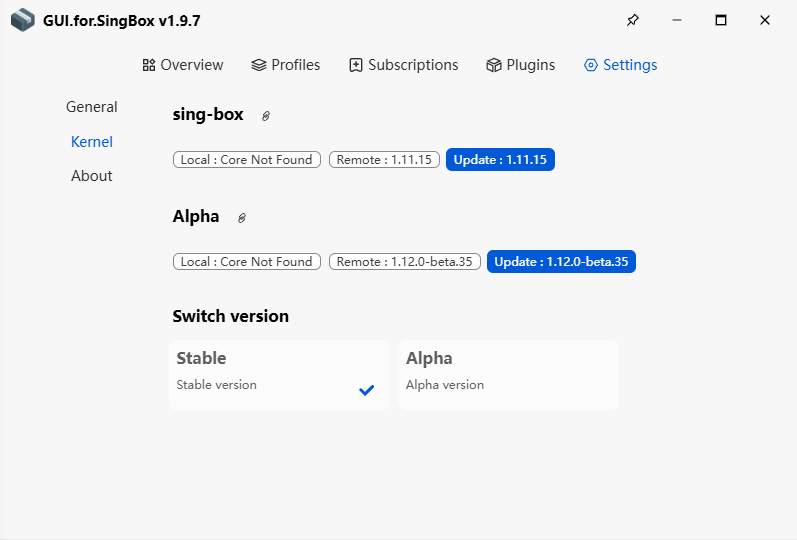 GUI.for.SingBox v1.9.7
Overview Profiles Subscriptions Plugins Settings
General
Kernel
About
sing-box
Local : Core Not Found Remote : 1.11.15 Update : 1.11.15
Alpha
Local : Core Not Found Remote : 1.12.0-beta.35 Update : 1.12.0-beta.35
Switch version
Stable
Stable version
Alpha
Alpha version